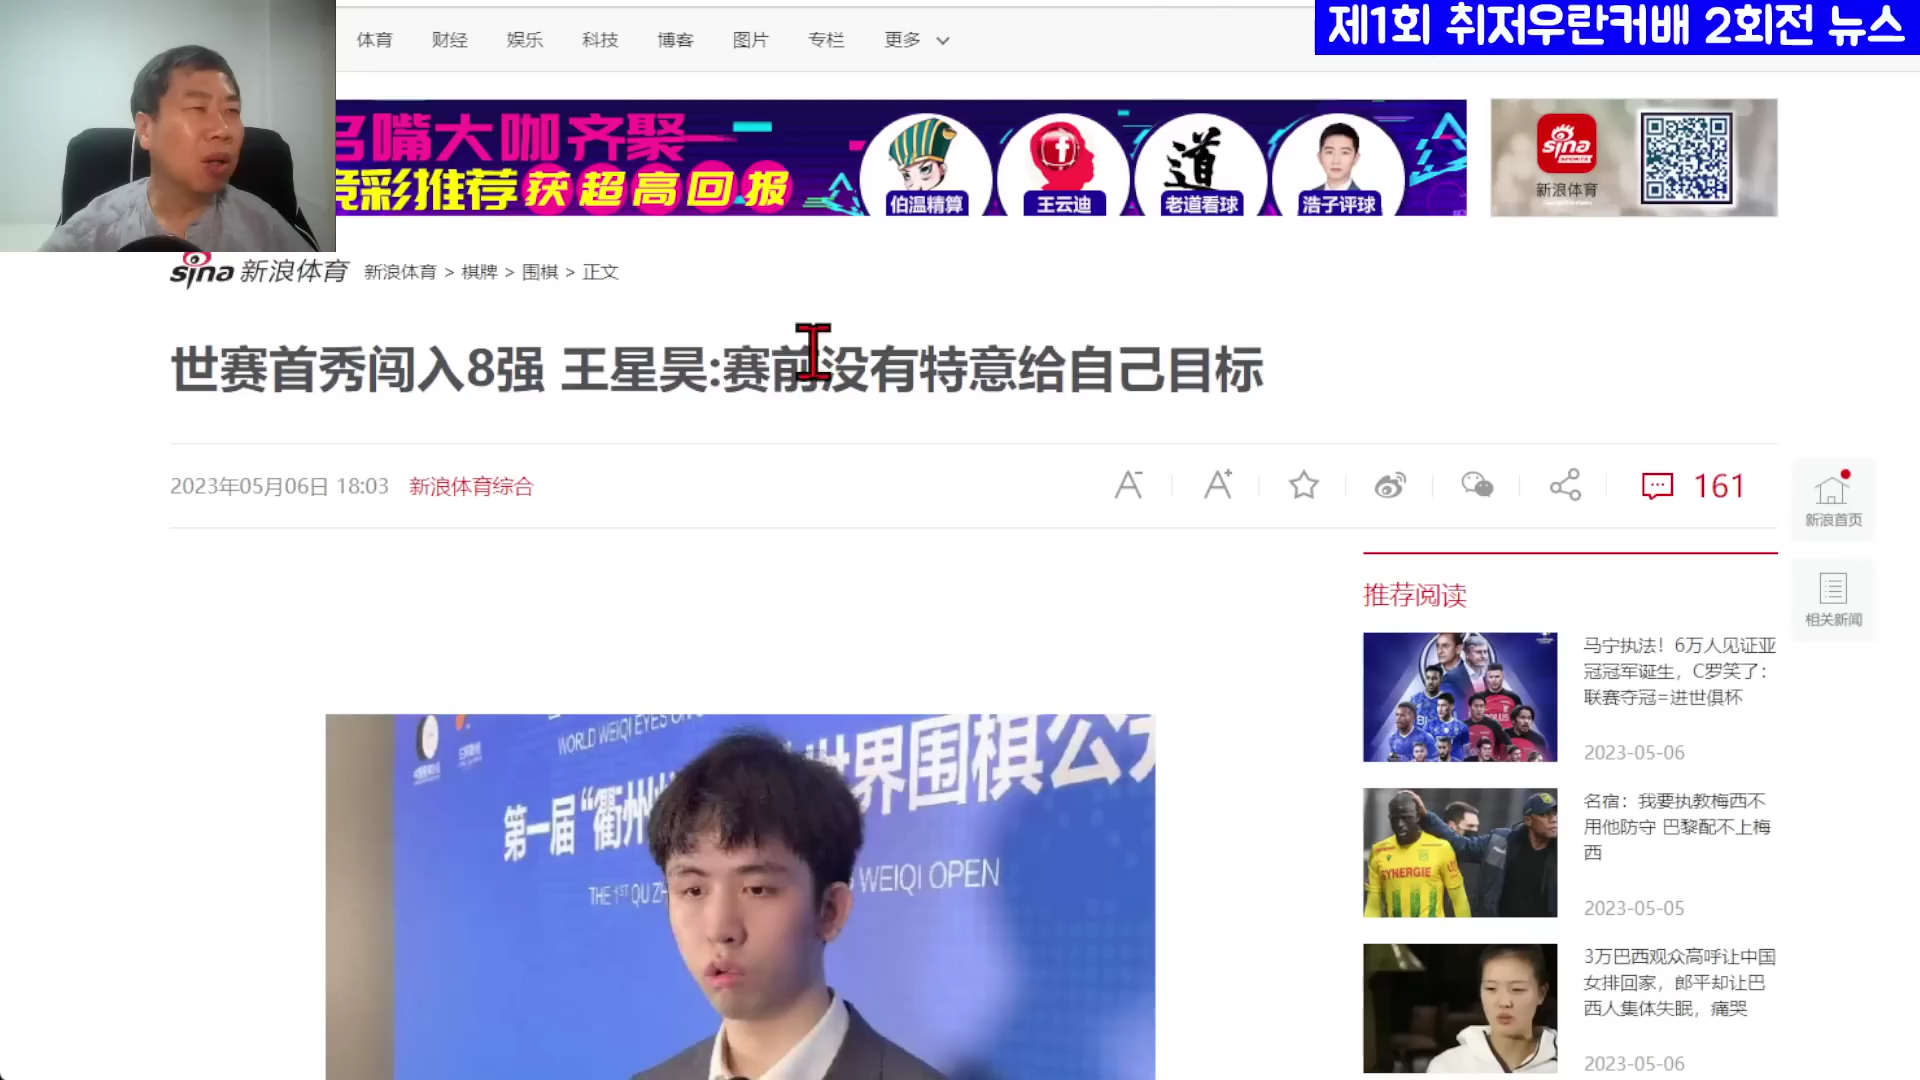 제1회 취저우란커배 2회전 뉴스
体育 财经 娱乐 科技 博客 图片 专栏 更多
名嘴大咖齐聚
竞彩推荐获超高回报
伯温精算 王云迪 老道看球 浩子评球
道
sina
新浪体育
sina 新浪体育 新浪体育 > 棋牌 > 围棋 > 正文
世赛首秀闯入8强 王星昊:赛前没有特意给自己目标
2023年05月06日 18:03 新浪体育综合
A- A+ 161
新浪首页
相关新闻
推荐阅读
马宁执法！6万人见证亚
冠冠军诞生，C罗笑了：
联赛夺冠=进世俱杯
2023-05-06
名宿：我要执教梅西不
用他防守 巴黎配不上梅
西
2023-05-05
SYNERGIE
3万巴西观众高呼让中国
女排回家，郎平却让巴
西人集体失眠，痛哭
2023-05-06
WORLD WEIQI EYES ON
第一届“衢州 世界围棋公开
THE 1ST QUZH WEIQI OPEN